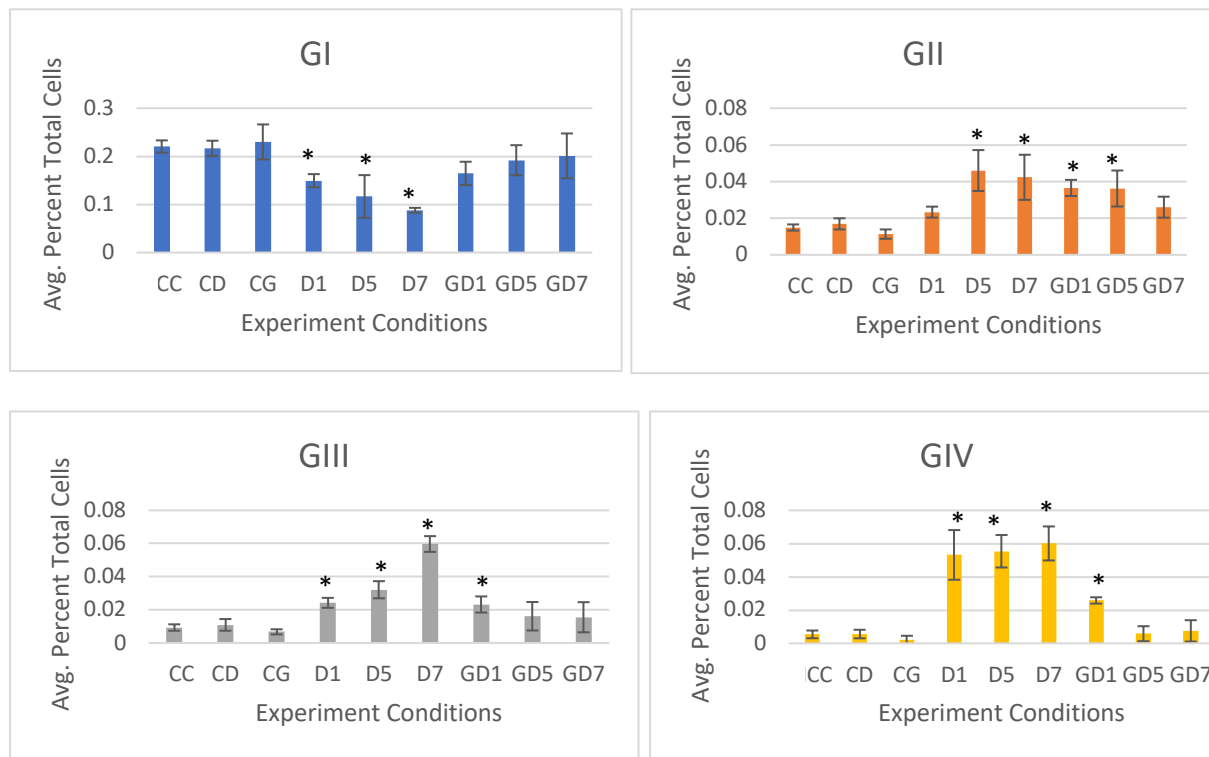 GI
Avg. Percent Total Cells
0.3
0.2
0.1
0
* * *
CC CD CG D1 D5 D7 GD1 GD5 GD7
Experiment Conditions
GII
Avg. Percent Total Cells
0.08
0.06
0.04
0.02
0
* * * *
CC CD CG D1 D5 D7 GD1 GD5 GD7
Experiment Conditions
GIII
Avg. Percent Total Cells
0.08
0.06
0.04
0.02
0
* * * *
CC CD CG D1 D5 D7 GD1 GD5 GD7
Experiment Conditions
GIV
Avg. Percent Total Cells
0.08
0.06
0.04
0.02
0
* * * *
CC CD CG D1 D5 D7 GD1 GD5 GD7
Experiment Conditions